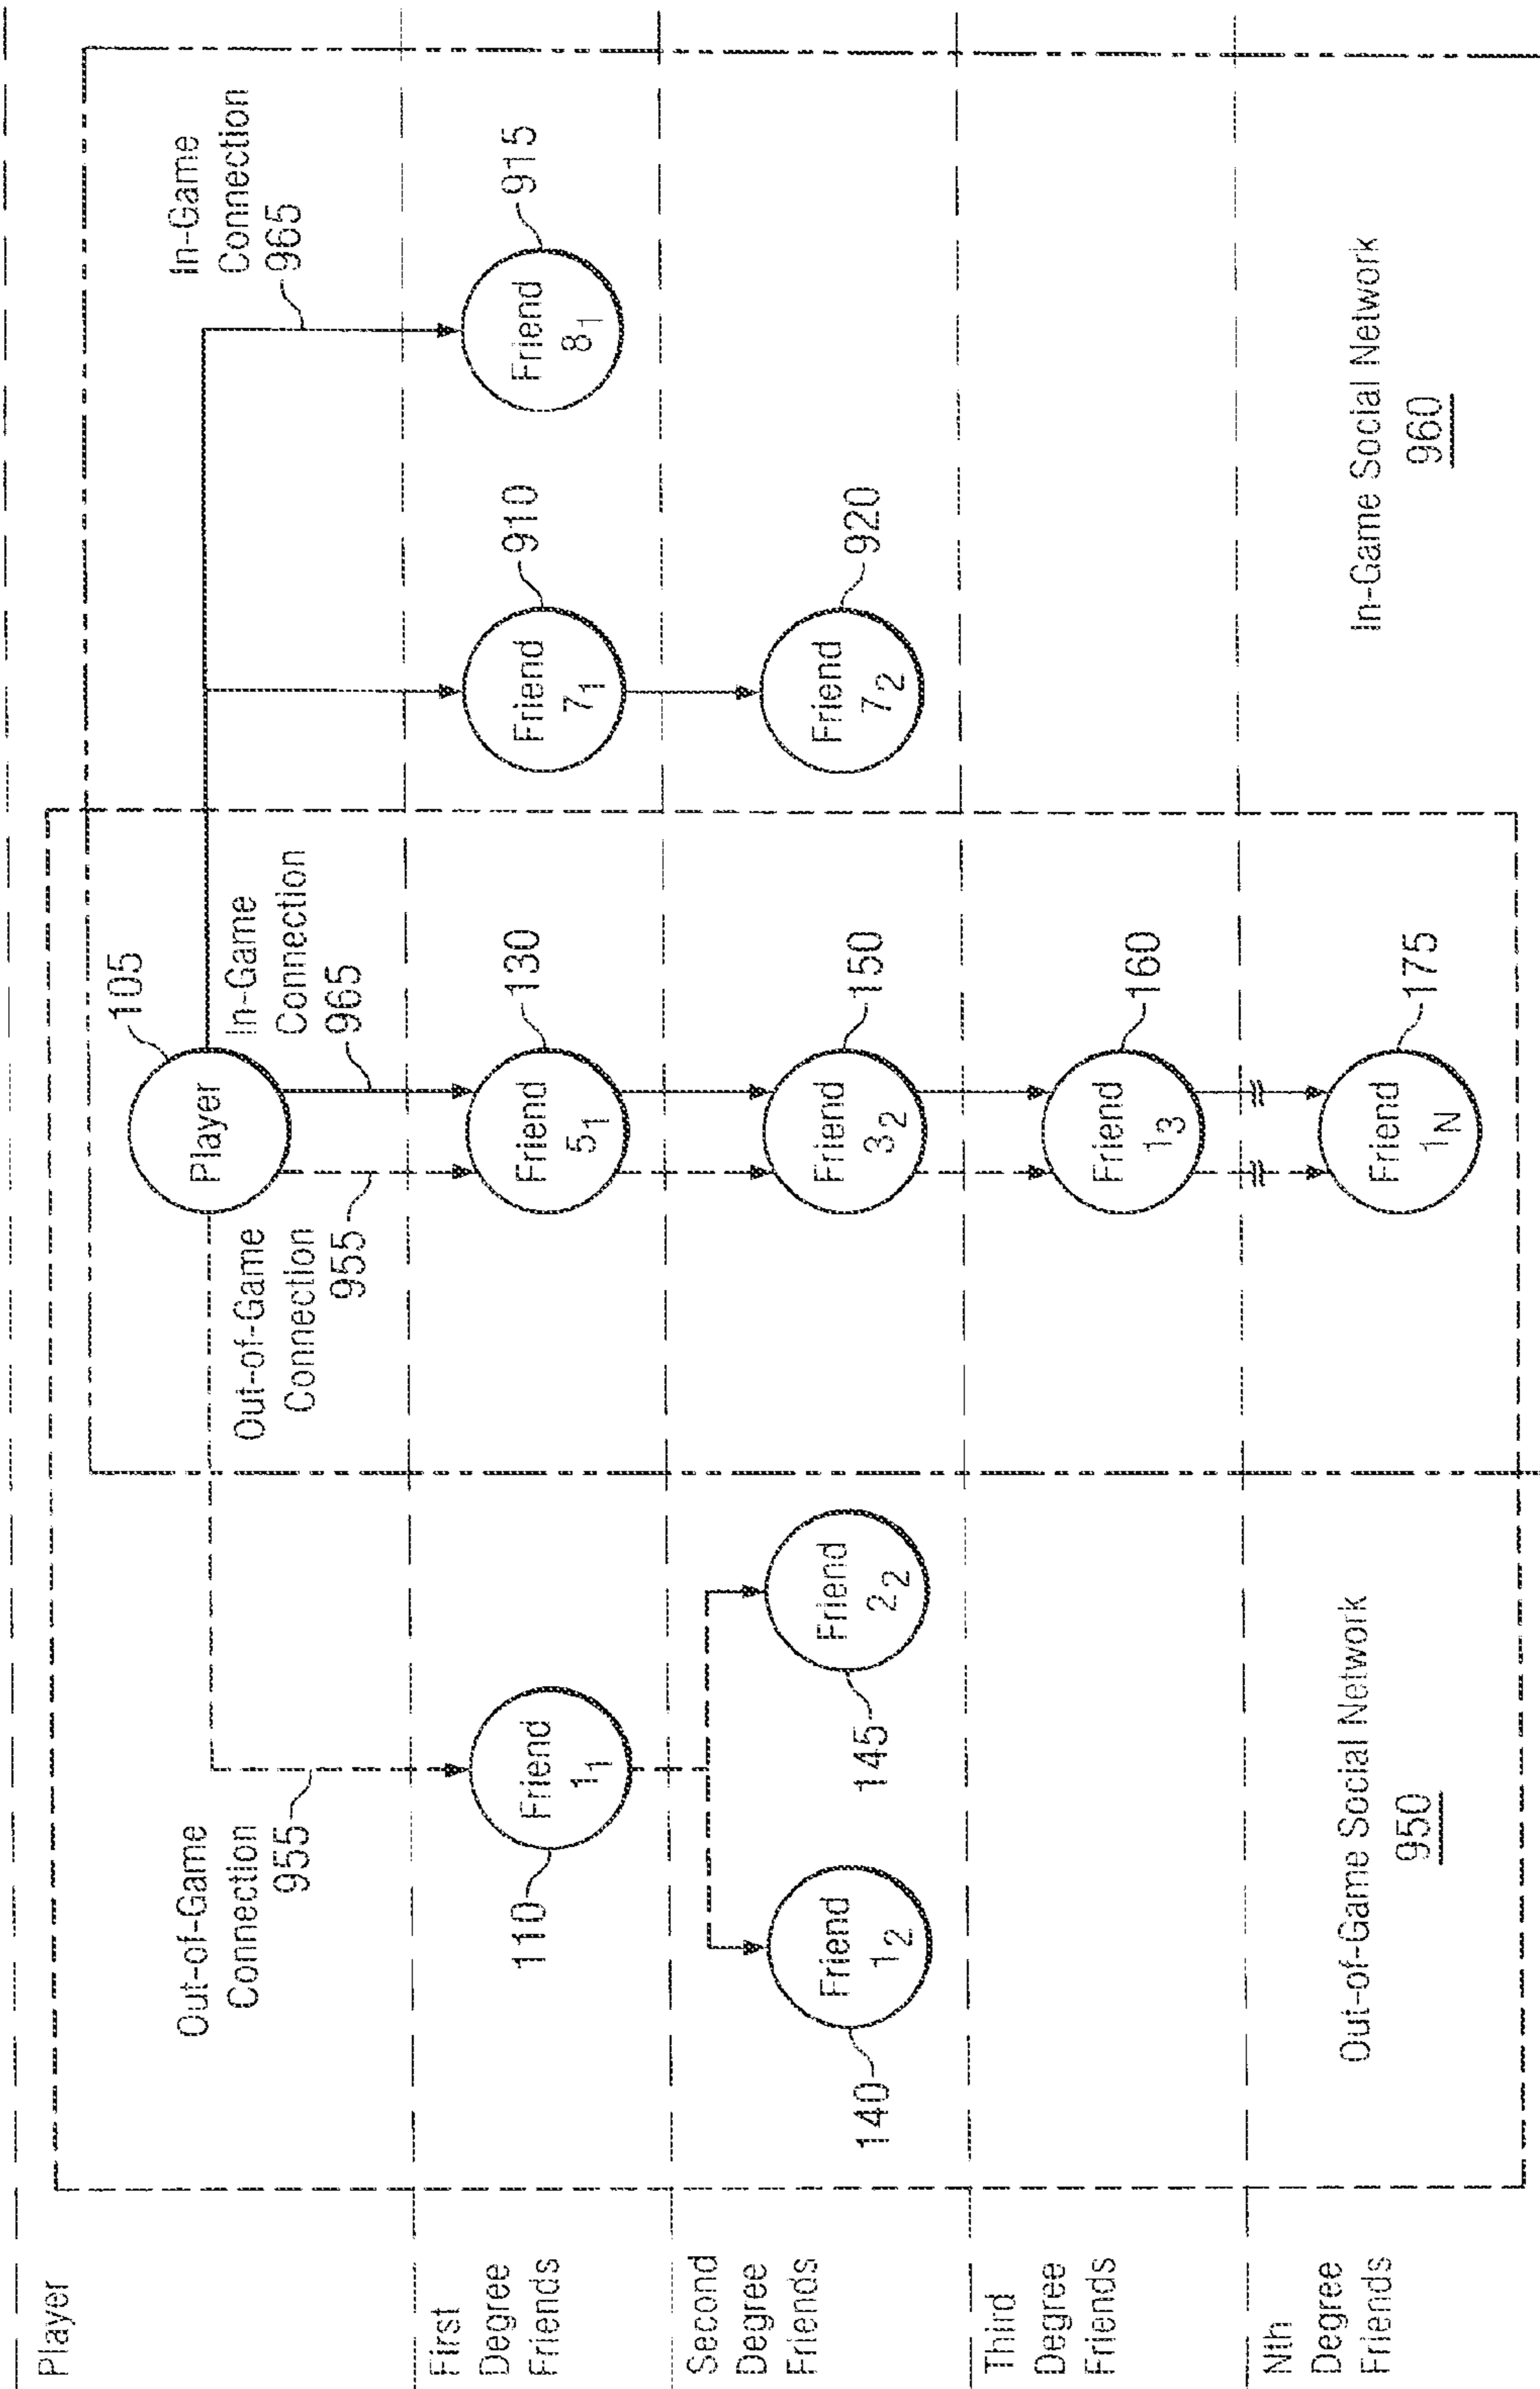 Player
Out-of-Game
Connection
955
Player
105
Out-of-Game
Connection
955
In-Game
Connection
965
In-Game
Connection
965
First
Degree
Friends
110
Friend
1₁
Friend
5₁
130
Friend
7₁
910
Friend
8₁
915
Second
Degree
Friends
140
Friend
1₂
145
Friend
2₂
Friend
3₂
150
Friend
7₂
920
Third
Degree
Friends
Friend
1₃
160
Nth
Degree
Friends
Out-of-Game Social Network
950
Friend
1N
175
In-Game Social Network
960